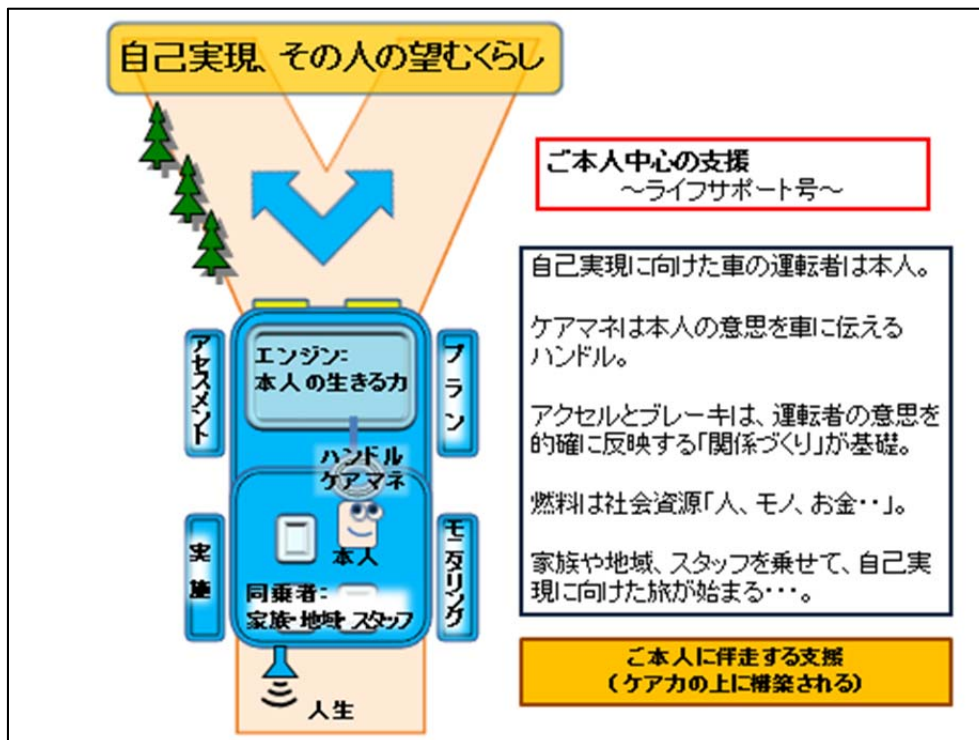 自己実現、その人の望むくらし
ご本人中心の支援
～ライフサポート号～
アセスメント
エンジン:
本人の生きる力
プラン
ハンドル
ケアマネ
本人
実施
同乗者:
家族・地域・スタッフ
モニタリング
人生
自己実現に向けた車の運転者は本人。
ケアマネは本人の意思を車に伝える
ハンドル。
アクセルとブレーキは、運転者の意思を
的確に反映する「関係づくり」が基礎。
燃料は社会資源「人、モノ、お金・・」。
家族や地域、スタッフを乗せて、自己実
現に向けた旅が始まる・・・。
ご本人に伴走する支援
(ケア力の上に構築される)